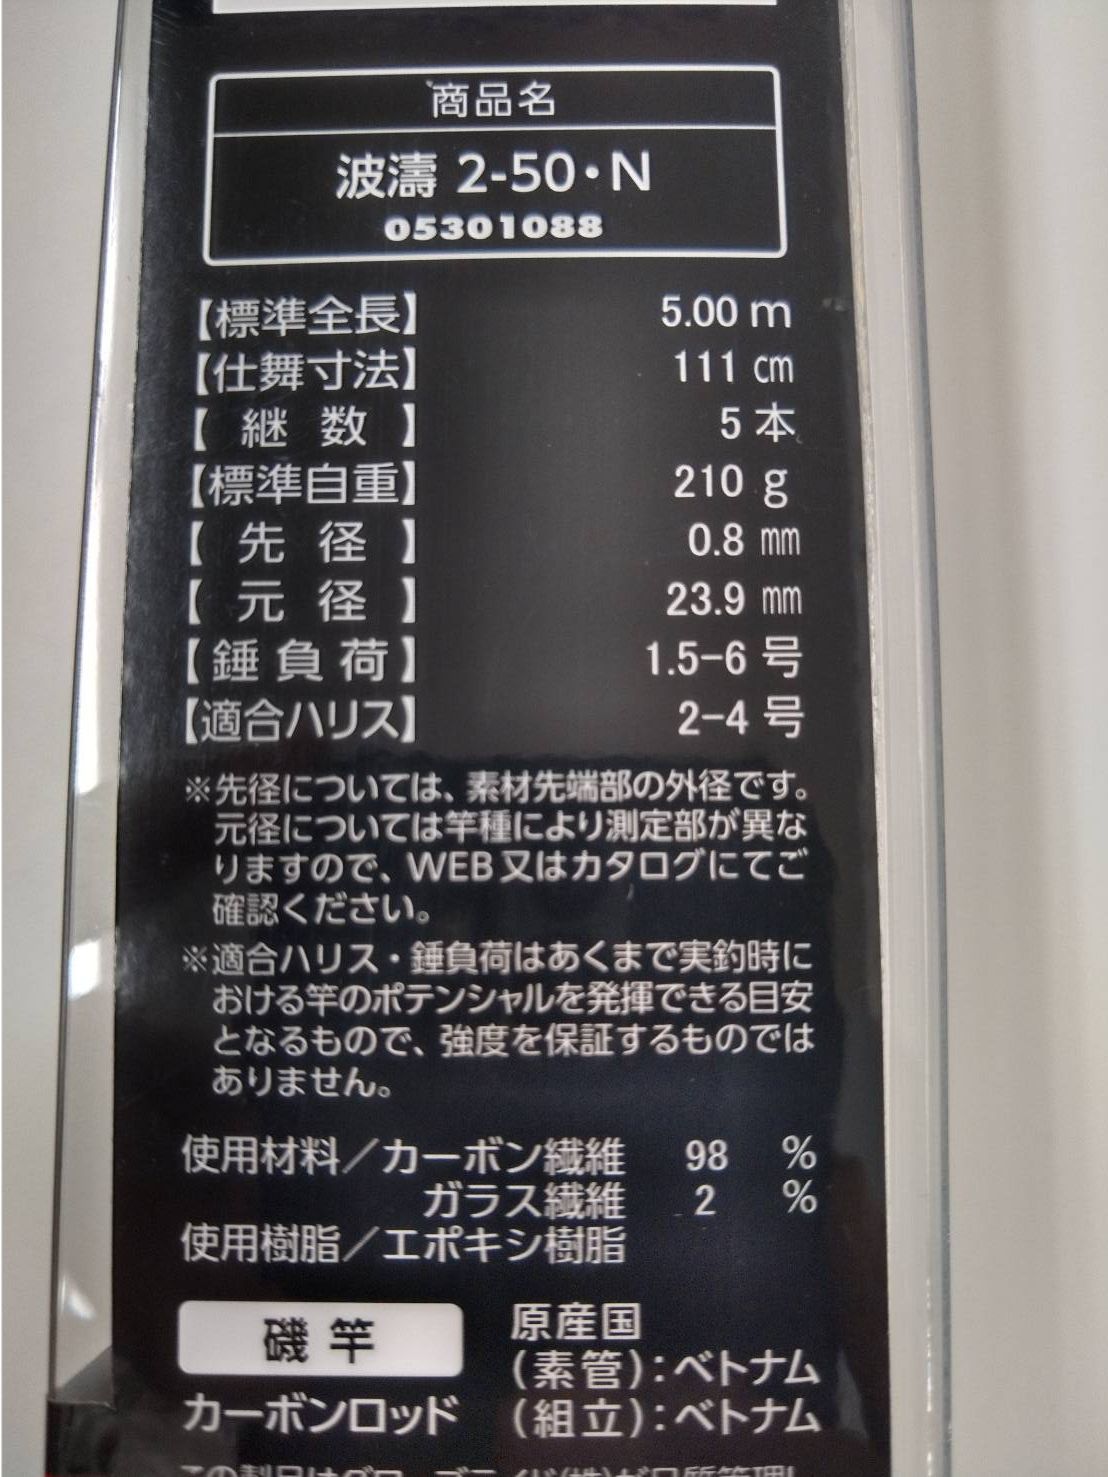 商品名
波濤 2-50・N
05301088
【標準全長】 5.00 m
【仕舞寸法】 111 cm
【 継 数 】 5 本
【標準自重】 210 g
【 先 径 】 0.8 mm
【 元 径 】 23.9 mm
【錘 負 荷】 1.5-6 号
【適合ハリス】 2-4 号
※先径については、素材先端部の外径です。
元径については竿種により測定部が異な
りますので、WEB又はカタログにてご
確認ください。
※適合ハリス・錘負荷はあくまで実釣時に
おける竿のポテンシャルを発揮できる目安
となるもので、強度を保証するものでは
ありません。
使用材料／カーボン繊維 98 %
ガラス繊維 2 %
使用樹脂／エポキシ樹脂
磯 竿
カーボンロッド
原産国
(素管)：ベトナム
(組立)：ベトナム